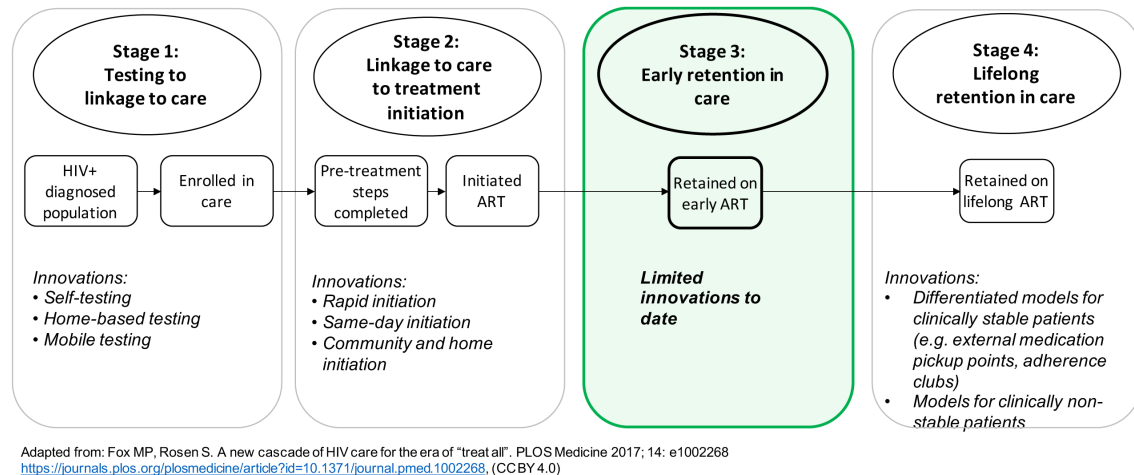 Stage 1:
Testing to
linkage to care
Stage 2:
Linkage to care
to treatment
initiation
Stage 3:
Early retention in
care
Stage 4:
Lifelong
retention in care
HIV+
diagnosed
population
Enrolled in
care
Pre-treatment
steps
completed
Initiated
ART
Retained on
early ART
Retained on
lifelong ART
Innovations:
• Self-testing
• Home-based testing
• Mobile testing
Innovations:
• Rapid initiation
• Same-day initiation
• Community and home
initiation
Limited
innovations to
date
Innovations:
• Differentiated models for
clinically stable patients
(e.g. external medication
pickup points, adherence
clubs)
• Models for clinically non-
stable patients
Adapted from: Fox MP, Rosen S. A new cascade of HIV care for the era of “treat all”. PLOS Medicine 2017; 14: e1002268
https://journals.plos.org/plosmedicine/article?id=10.1371/journal.pmed.1002268, (CC BY 4.0)